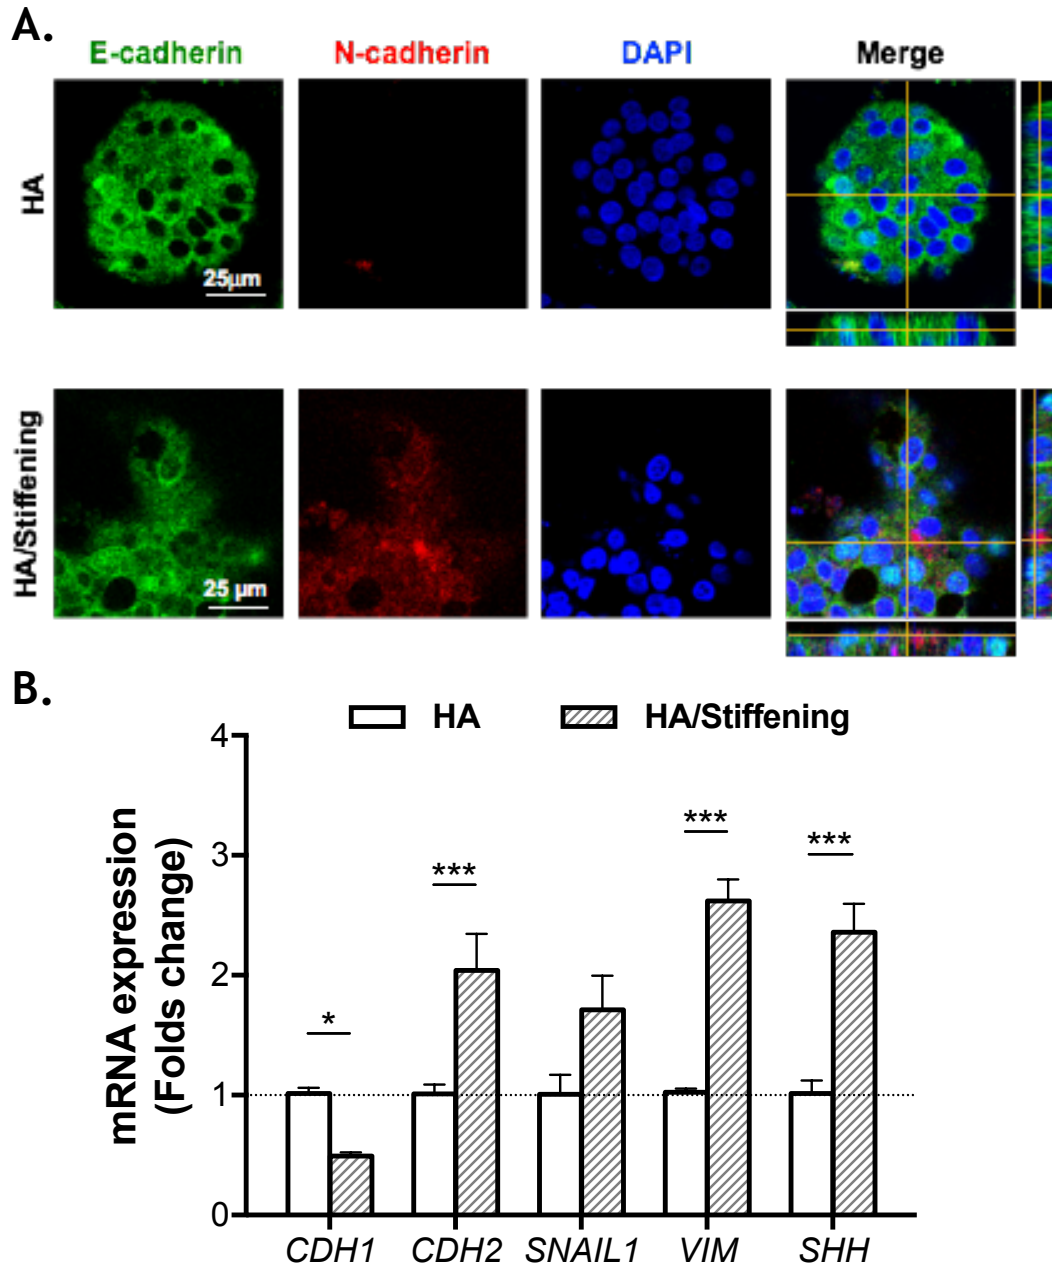 A.
E-cadherin N-cadherin DAPI Merge
HA
25µm
HA/Stiffening
25 µm
B.
HA HA/Stiffening
mRNA expression
(Folds change)
4
3
2
1
0
*
***
***
***
CDH1 CDH2 SNAIL1 VIM SHH